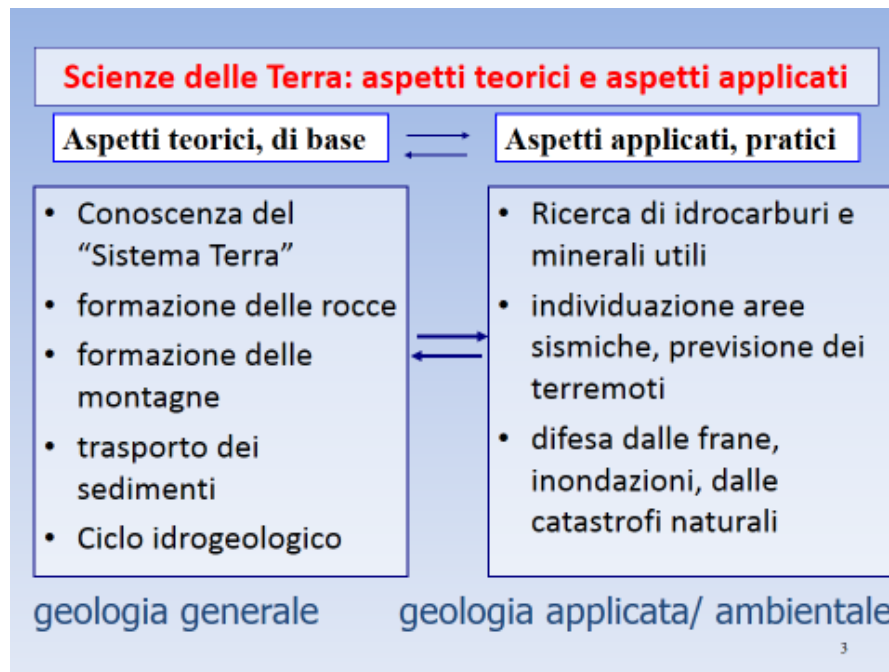 Scienze delle Terra: aspetti teorici e aspetti applicati
Aspetti teorici, di base
Aspetti applicati, pratici
• Conoscenza del
“Sistema Terra”
• formazione delle rocce
• formazione delle
montagne
• trasporto dei
sedimenti
• Ciclo idrogeologico
• Ricerca di idrocarburi e
minerali utili
• individuazione aree
sismiche, previsione dei
terremoti
• difesa dalle frane,
inondazioni, dalle
catastrofi naturali
geologia generale
geologia applicata/ ambientale
3